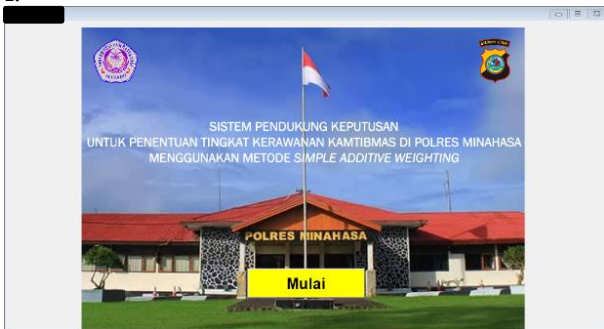 SISTEM PENDUKUNG KEPUTUSAN
UNTUK PENENTUAN TINGKAT KERAWANAN KAMTIBMAS DI POLRES MINAHASA
MENGGUNAKAN METODE SIMPLE ADDITIVE WEIGHTING
POLRES MINAHASA
Mulai